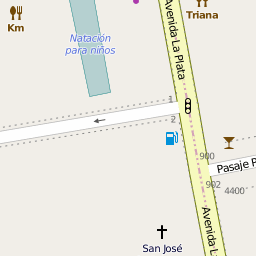 Km
Triana
Natación
para niños
Avenida La Plata
1
2
900
Pasaje
902
4400
Avenida
San José